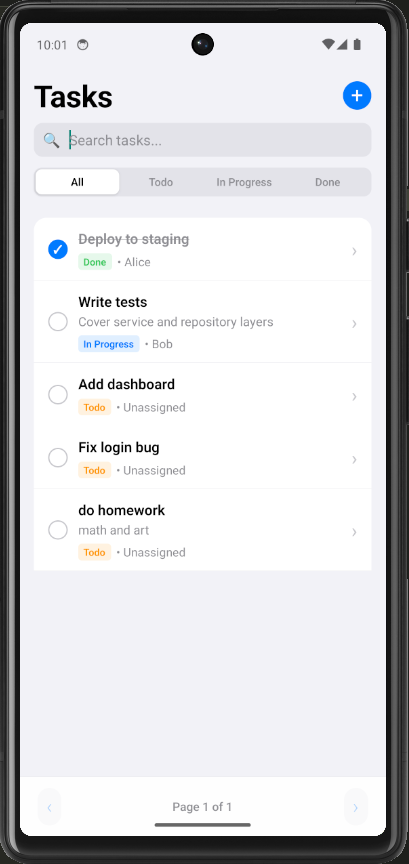 10:01
Tasks
+
Search tasks...
All Todo In Progress Done
Deploy to staging
Done • Alice
Write tests
Cover service and repository layers
In Progress • Bob
Add dashboard
Todo • Unassigned
Fix login bug
Todo • Unassigned
do homework
math and art
Todo • Unassigned
‹ Page 1 of 1 ›